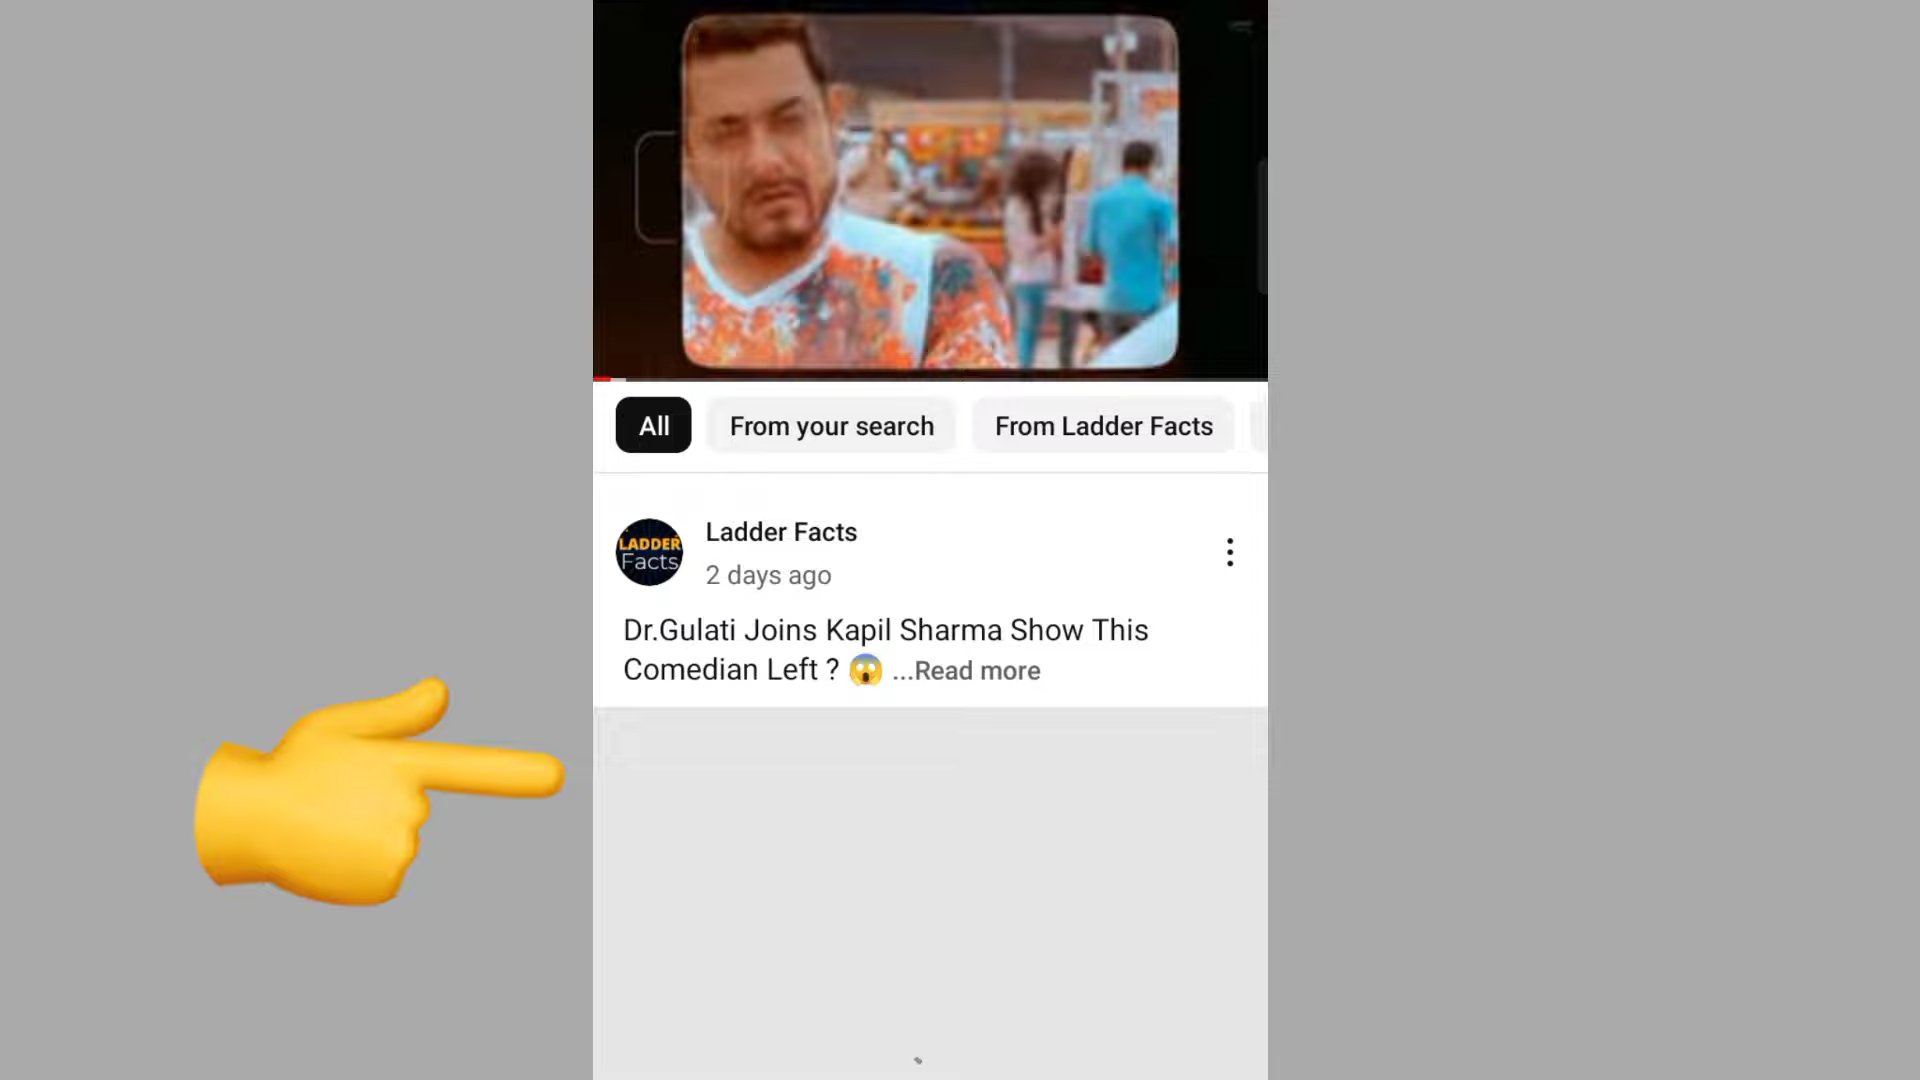 All
From your search
From Ladder Facts
LADDER
Facts
Ladder Facts
2 days ago
Dr.Gulati Joins Kapil Sharma Show This
Comedian Left ? 😱 ...Read more